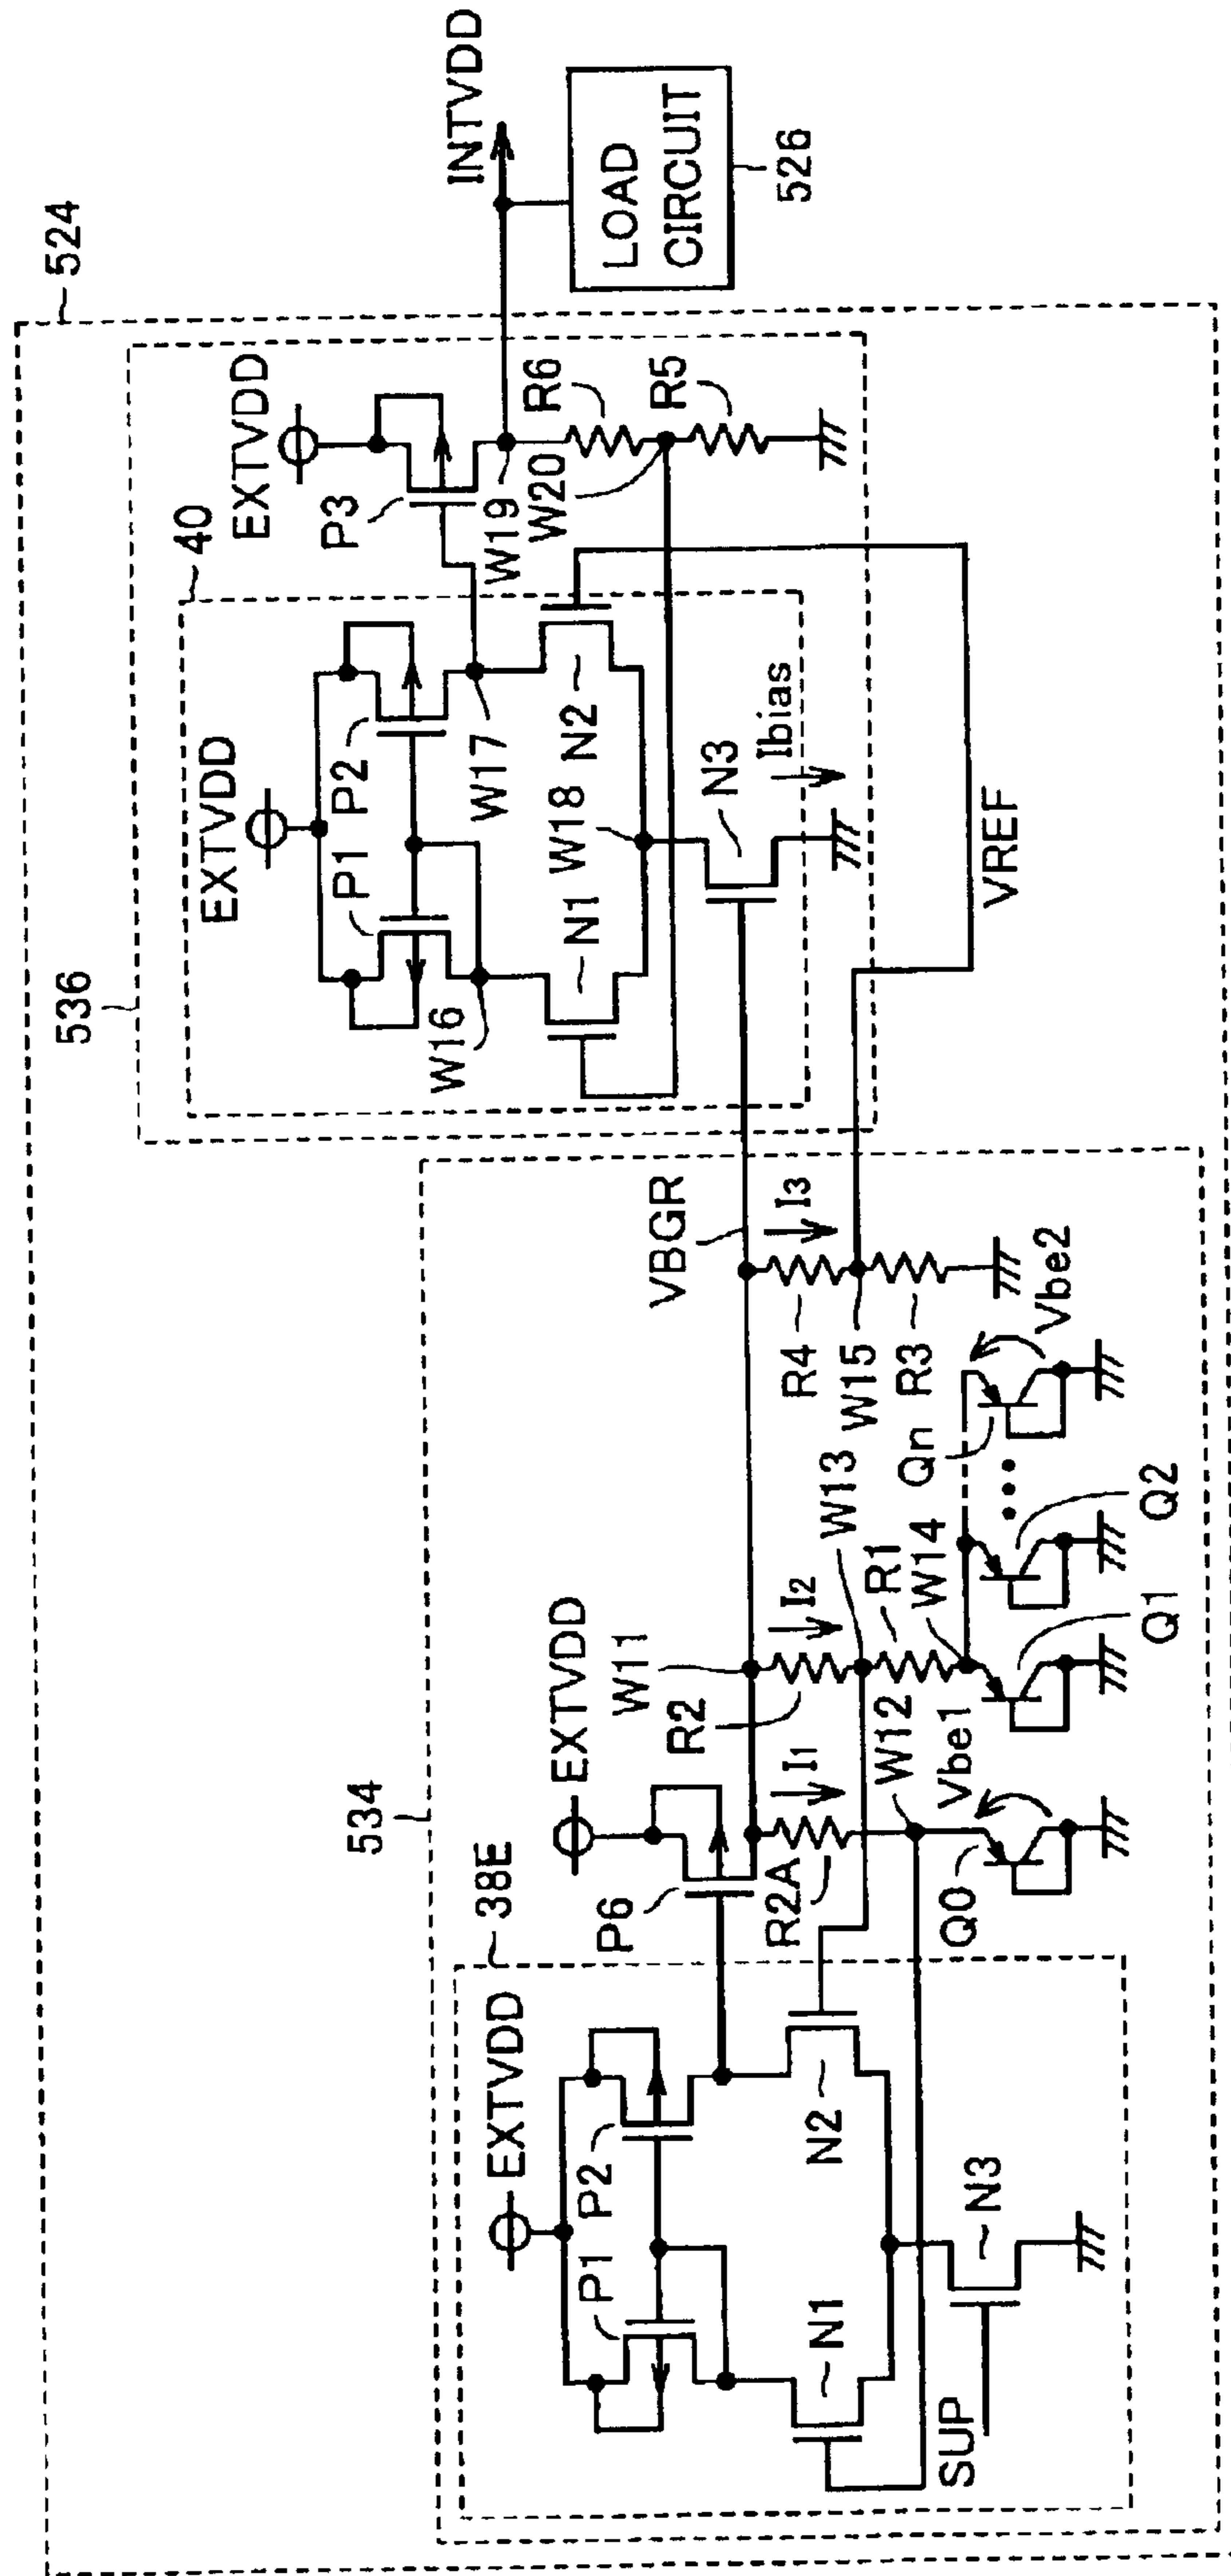 524
534
38E
EXTVDD
P1
P2
N1
N2
N3
SUP
EXTVDD
P6
W11
R2A
I1
R2
I2
W12
W13
R1
W14
Vbe1
Q0
Q1
Q2
Qn
Vbe2
VBGR
R4
I3
W15
R3
536
40
EXTVDD
P1
P2
W16
W17
N1
W18
N2
N3
Ibias
VREF
EXTVDD
P3
W19
W20
R6
R5
INTVDD
LOAD
CIRCUIT
526